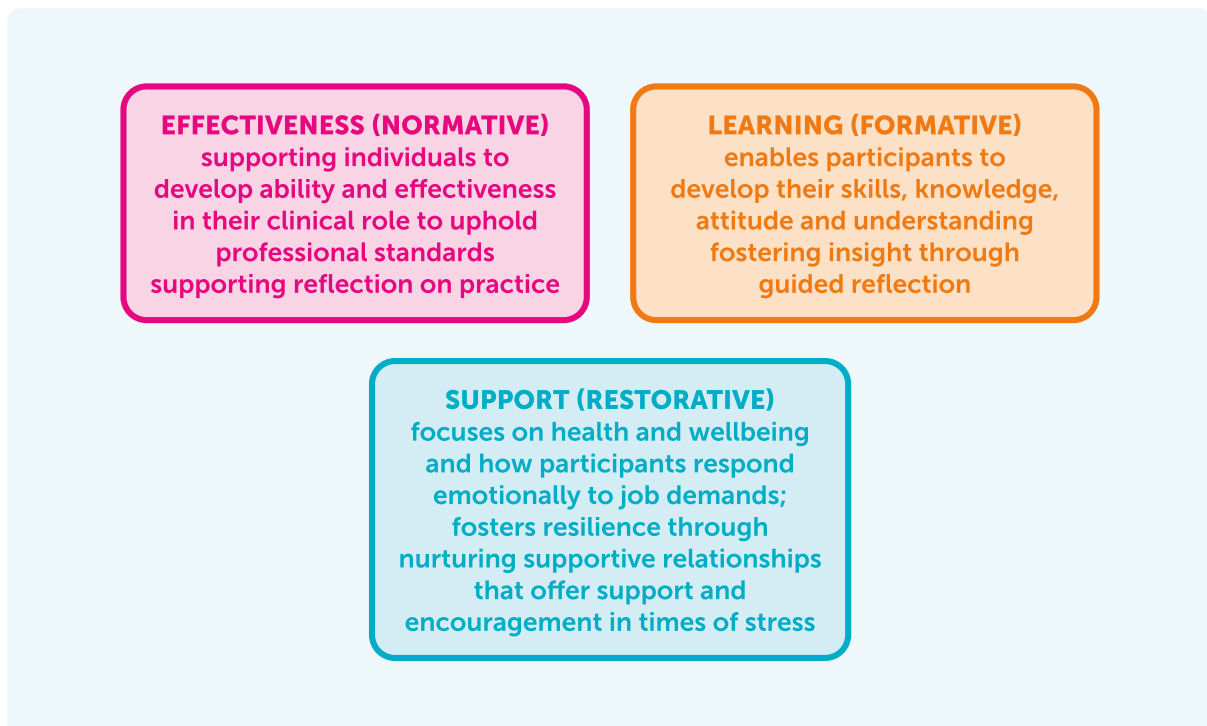 EFFECTIVENESS (NORMATIVE)
supporting individuals to
develop ability and effectiveness
in their clinical role to uphold
professional standards
supporting reflection on practice
LEARNING (FORMATIVE)
enables participants to
develop their skills, knowledge,
attitude and understanding
fostering insight through
guided reflection
SUPPORT (RESTORATIVE)
focuses on health and wellbeing
and how participants respond
emotionally to job demands;
fosters resilience through
nurturing supportive relationships
that offer support and
encouragement in times of stress